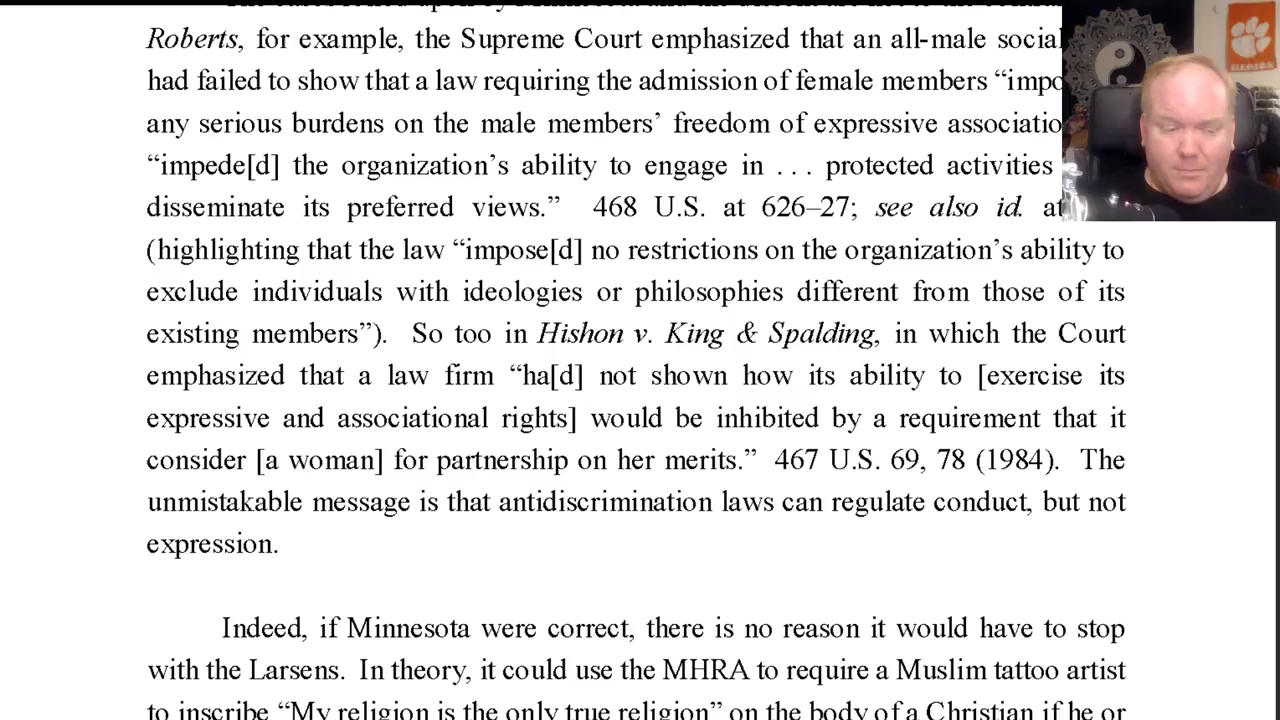 Roberts, for example, the Supreme Court emphasized that an all-male social
had failed to show that a law requiring the admission of female members “impo
any serious burdens on the male members’ freedom of expressive associatio
“impede[d] the organization’s ability to engage in . . . protected activities
disseminate its preferred views.” 468 U.S. at 626–27; see also id. at
(highlighting that the law “impose[d] no restrictions on the organization’s ability to
exclude individuals with ideologies or philosophies different from those of its
existing members”). So too in Hishon v. King & Spalding, in which the Court
emphasized that a law firm “ha[d] not shown how its ability to [exercise its
expressive and associational rights] would be inhibited by a requirement that it
consider [a woman] for partnership on her merits.” 467 U.S. 69, 78 (1984). The
unmistakable message is that antidiscrimination laws can regulate conduct, but not
expression.
Indeed, if Minnesota were correct, there is no reason it would have to stop
with the Larsens. In theory, it could use the MHRA to require a Muslim tattoo artist
to inscribe “My religion is the only true religion” on the body of a Christian if he or